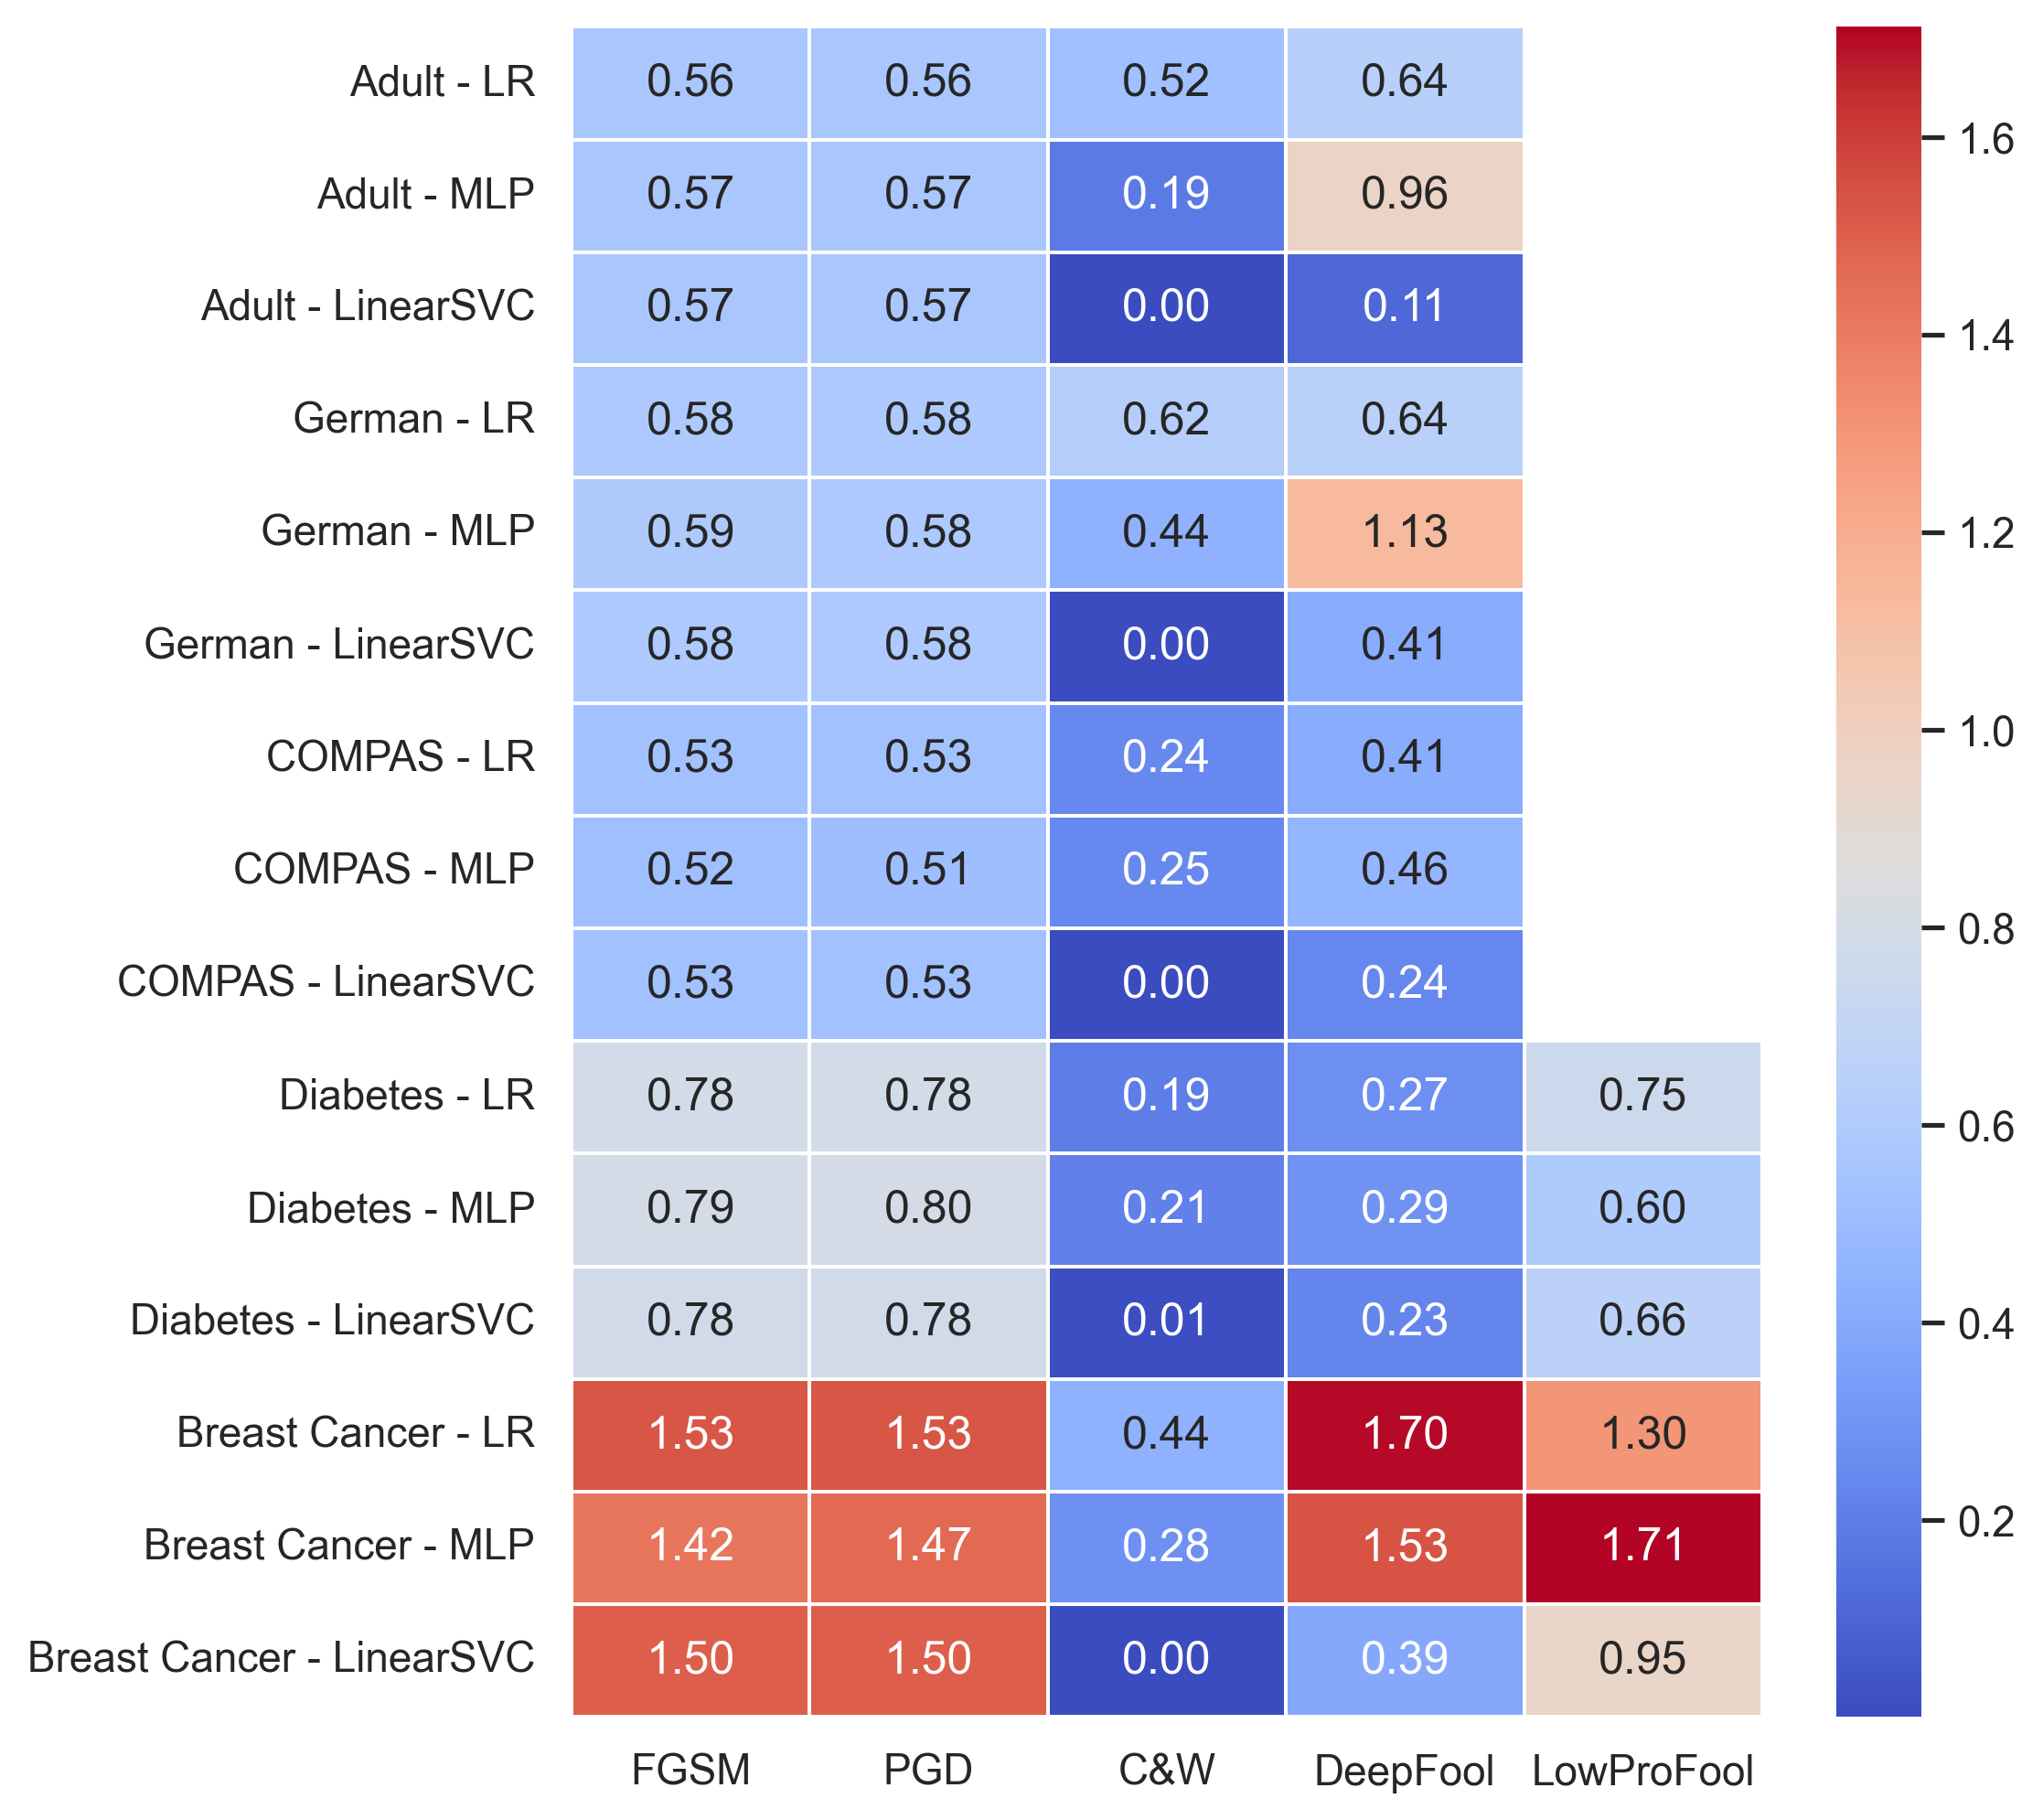 Adult - LR 0.56 0.56 0.52 0.64
1.6
Adult - MLP 0.57 0.57 0.19 0.96
Adult - LinearSVC 0.57 0.57 0.00 0.11
1.4
German - LR 0.58 0.58 0.62 0.64
German - MLP 0.59 0.58 0.44 1.13
1.2
German - LinearSVC 0.58 0.58 0.00 0.41
COMPAS - LR 0.53 0.53 0.24 0.41
1.0
COMPAS - MLP 0.52 0.51 0.25 0.46
0.8
COMPAS - LinearSVC 0.53 0.53 0.00 0.24
Diabetes - LR 0.78 0.78 0.19 0.27 0.75
0.6
Diabetes - MLP 0.79 0.80 0.21 0.29 0.60
Diabetes - LinearSVC 0.78 0.78 0.01 0.23 0.66
0.4
Breast Cancer - LR 1.53 1.53 0.44 1.70 1.30
0.2
Breast Cancer - MLP 1.42 1.47 0.28 1.53 1.71
Breast Cancer - LinearSVC 1.50 1.50 0.00 0.39 0.95
FGSM PGD C&W DeepFool LowProFool